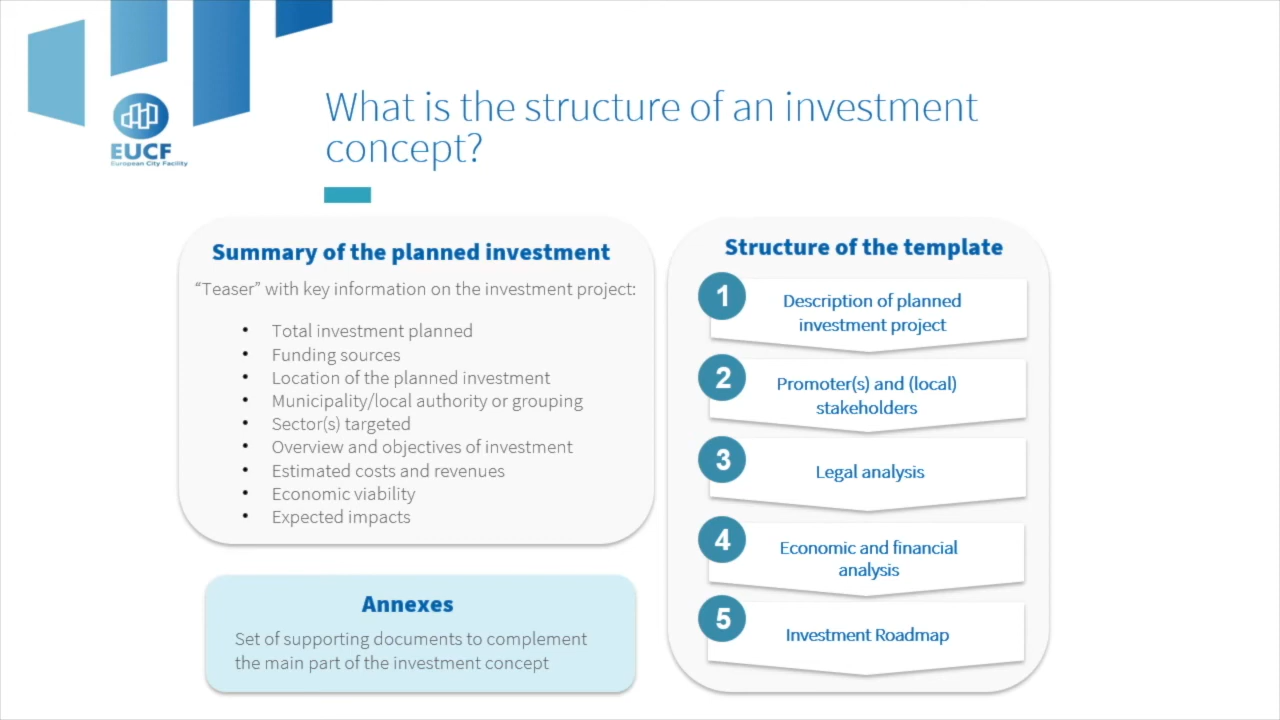 EUCF
European City Facility
What is the structure of an investment
concept?
Summary of the planned investment
“Teaser” with key information on the investment project:
• Total investment planned
• Funding sources
• Location of the planned investment
• Municipality/local authority or grouping
• Sector(s) targeted
• Overview and objectives of investment
• Estimated costs and revenues
• Economic viability
• Expected impacts
Annexes
Set of supporting documents to complement
the main part of the investment concept
Structure of the template
1
Description of planned
investment project
2
Promoter(s) and (local)
stakeholders
3
Legal analysis
4
Economic and financial
analysis
5
Investment Roadmap